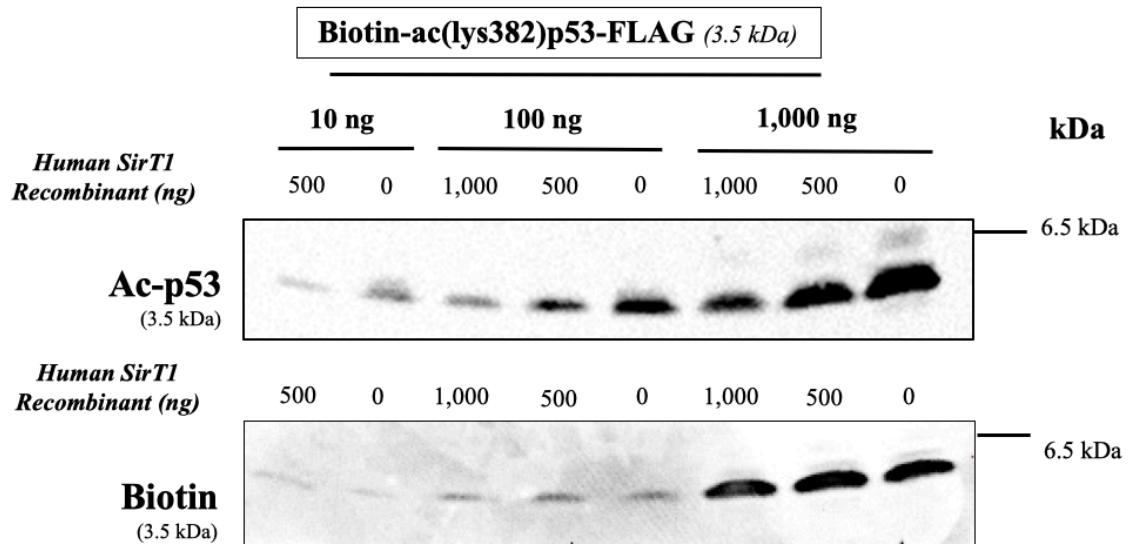 Biotin-ac(lys382)p53-FLAG (3.5 kDa)
10 ng 100 ng 1,000 ng kDa
Human SirT1
Recombinant (ng) 500 0 1,000 500 0 1,000 500 0
6.5 kDa
Ac-p53
(3.5 kDa)
Human SirT1
Recombinant (ng) 500 0 1,000 500 0 1,000 500 0
6.5 kDa
Biotin
(3.5 kDa)